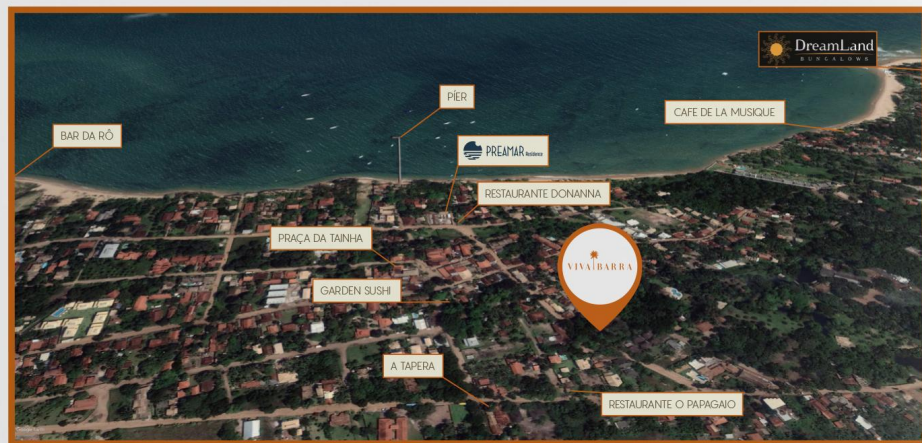 DreamLand
BUNGALOWS
PÍER
CAFE DE LA MUSIQUE
BAR DA RÔ
PREAMAR Residence
RESTAURANTE DONANNA
PRAÇA DA TAINHA
VIVA BARRA
GARDEN SUSHI
A TAPERA
RESTAURANTE O PAPAGAIO